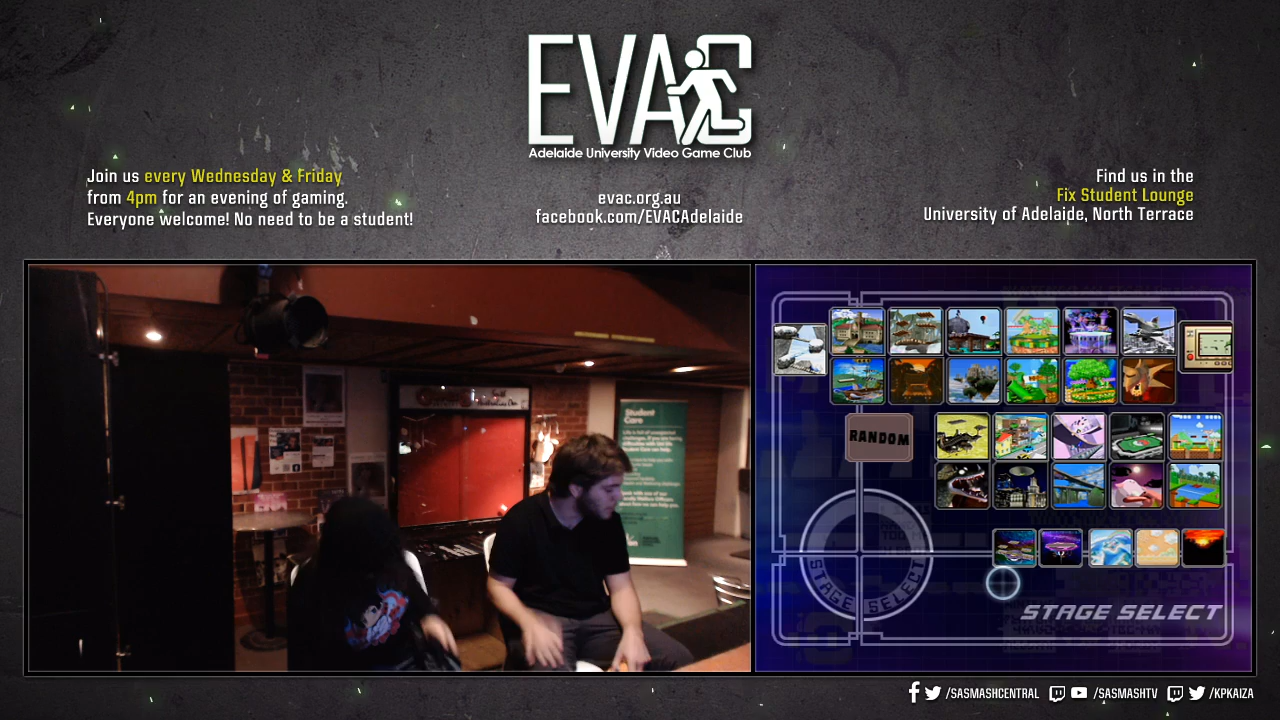 EVAC
Adelaide University Video Game Club
Join us every Wednesday & Friday
from 4pm for an evening of gaming.
Everyone welcome! No need to be a student!
evac.org.au
facebook.com/EVACAdelaide
Find us in the
Fix Student Lounge
University of Adelaide, North Terrace
Student
Care
RANDOM
STAGE SELECT
STAGE SELECT
/SASMASHCENTRAL
/SASMASHTV
/KPKAIZA